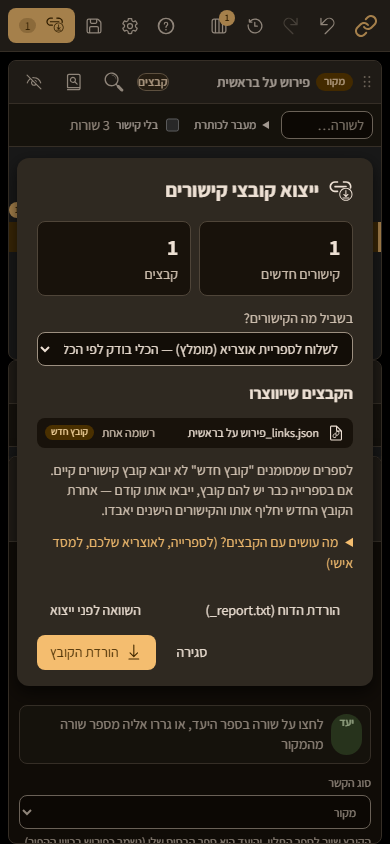 1
1
מקור
פירוש על בראשית
קבצים
לשורה...
מעבר לכותרת
בלי קישור
3 שורות
ייצוא קובצי קישורים
1
קישורים חדשים
1
קבצים
בשביל מה הקישורים?
לשלוח לספריית אוצריא (מומלץ) — הכלי בודק לפי הכל
הקבצים שייווצרו
פירוש על בראשית_links.json
רשומה אחת
קובץ חדש
לספרים שמסומנים "קובץ חדש" לא יובא קובץ קישורים קיים.
אם בספרייה כבר יש להם קובץ, ייבאו אותו קודם — אחרת
הקובץ החדש יחליף אותו והקישורים הישנים יאבדו.
מה עושים עם הקבצים? (לספרייה, לאוצריא שלכם, למסד
אישי)
הורדת הדוח (_report.txt)
השוואה לפני ייצוא
סגירה
הורדת הקובץ
יעד
לחצו על שורה בספר היעד, או גררו אליה מספר שורה
מהמקור
סוג הקשר
מקור